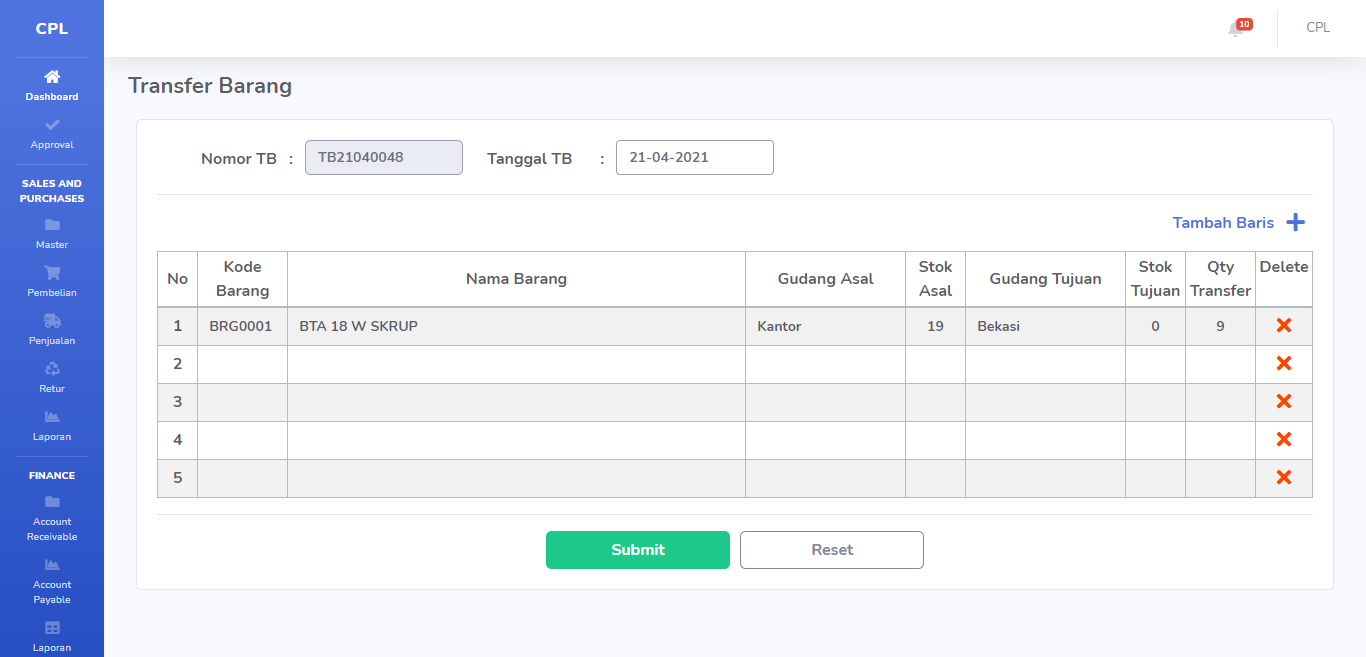 CPL
10
CPL
Dashboard
Approval
SALES AND
PURCHASES
Master
Pembelian
Penjualan
Retur
Laporan
FINANCE
Account
Receivable
Account
Payable
Laporan
Transfer Barang
Nomor TB : TB21040048 Tanggal TB : 21-04-2021
Tambah Baris
No Kode Barang Nama Barang Gudang Asal Stok Asal Gudang Tujuan Stok Tujuan Qty Transfer Delete
1 BRG0001 BTA 18 W SKRUP Kantor 19 Bekasi 0 9
2
3
4
5
Submit Reset